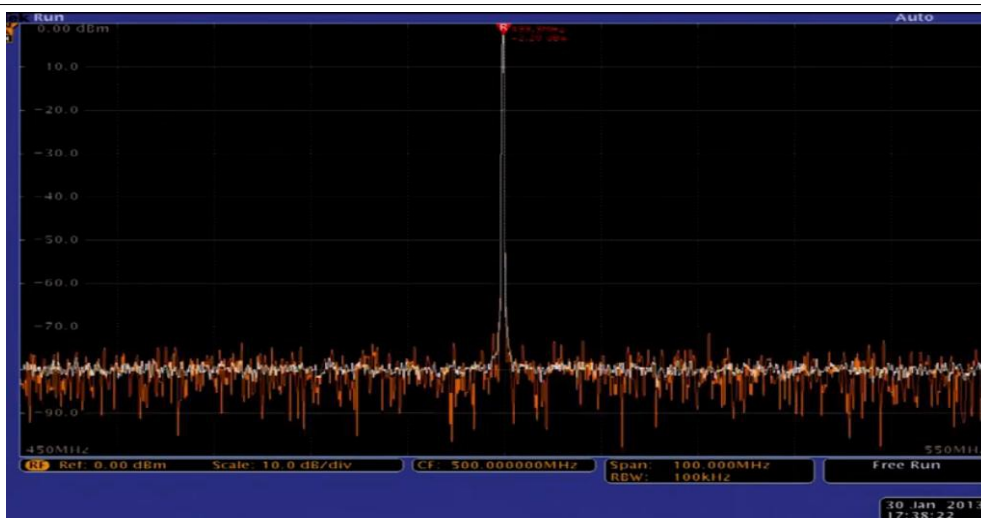 Run
Auto
0.00 dBm
10.0
-20.0
-30.0
-40.0
-50.0
-60.0
-70.0
-90.0
450MHz
550MH
RF Ref: 0.00 dBm Scale: 10.0 dB/div
CF: 500.000000MHz
Span: 100.000MHz
RBW: 100kHz
Free Run
30 Jan 2013
17:38:22